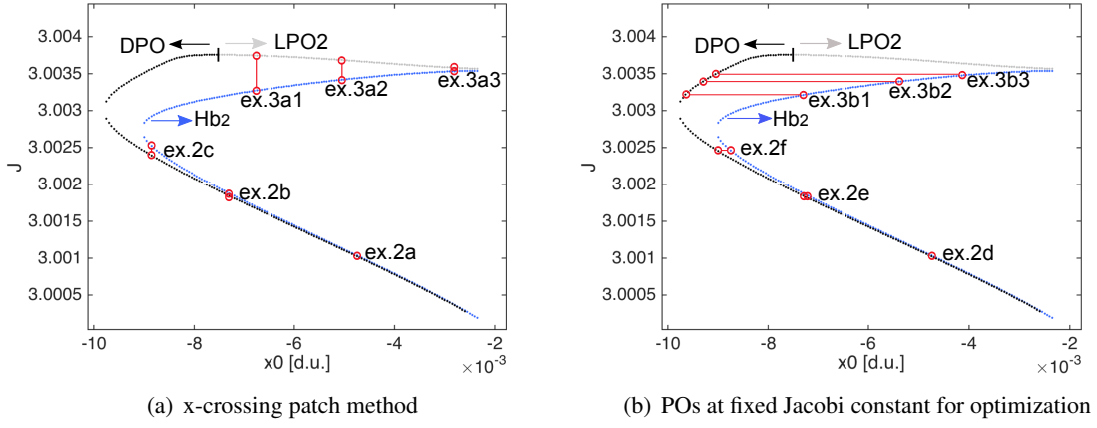 3.004
3.0035
3.003
3.0025
3.002
3.0015
3.001
3.0005
J
DPO
LPO2
ex.3a1
ex.3a2
ex.3a3
Hb2
ex.2c
ex.2b
ex.2a
-10
-8
-6
-4
-2
x0 [d.u.]
×10⁻³
(a) x-crossing patch method
3.004
3.0035
3.003
3.0025
3.002
3.0015
3.001
3.0005
J
DPO
LPO2
ex.3b1
ex.3b2
ex.3b3
Hb2
ex.2f
ex.2e
ex.2d
-10
-8
-6
-4
-2
x0 [d.u.]
×10⁻³
(b) POs at fixed Jacobi constant for optimization